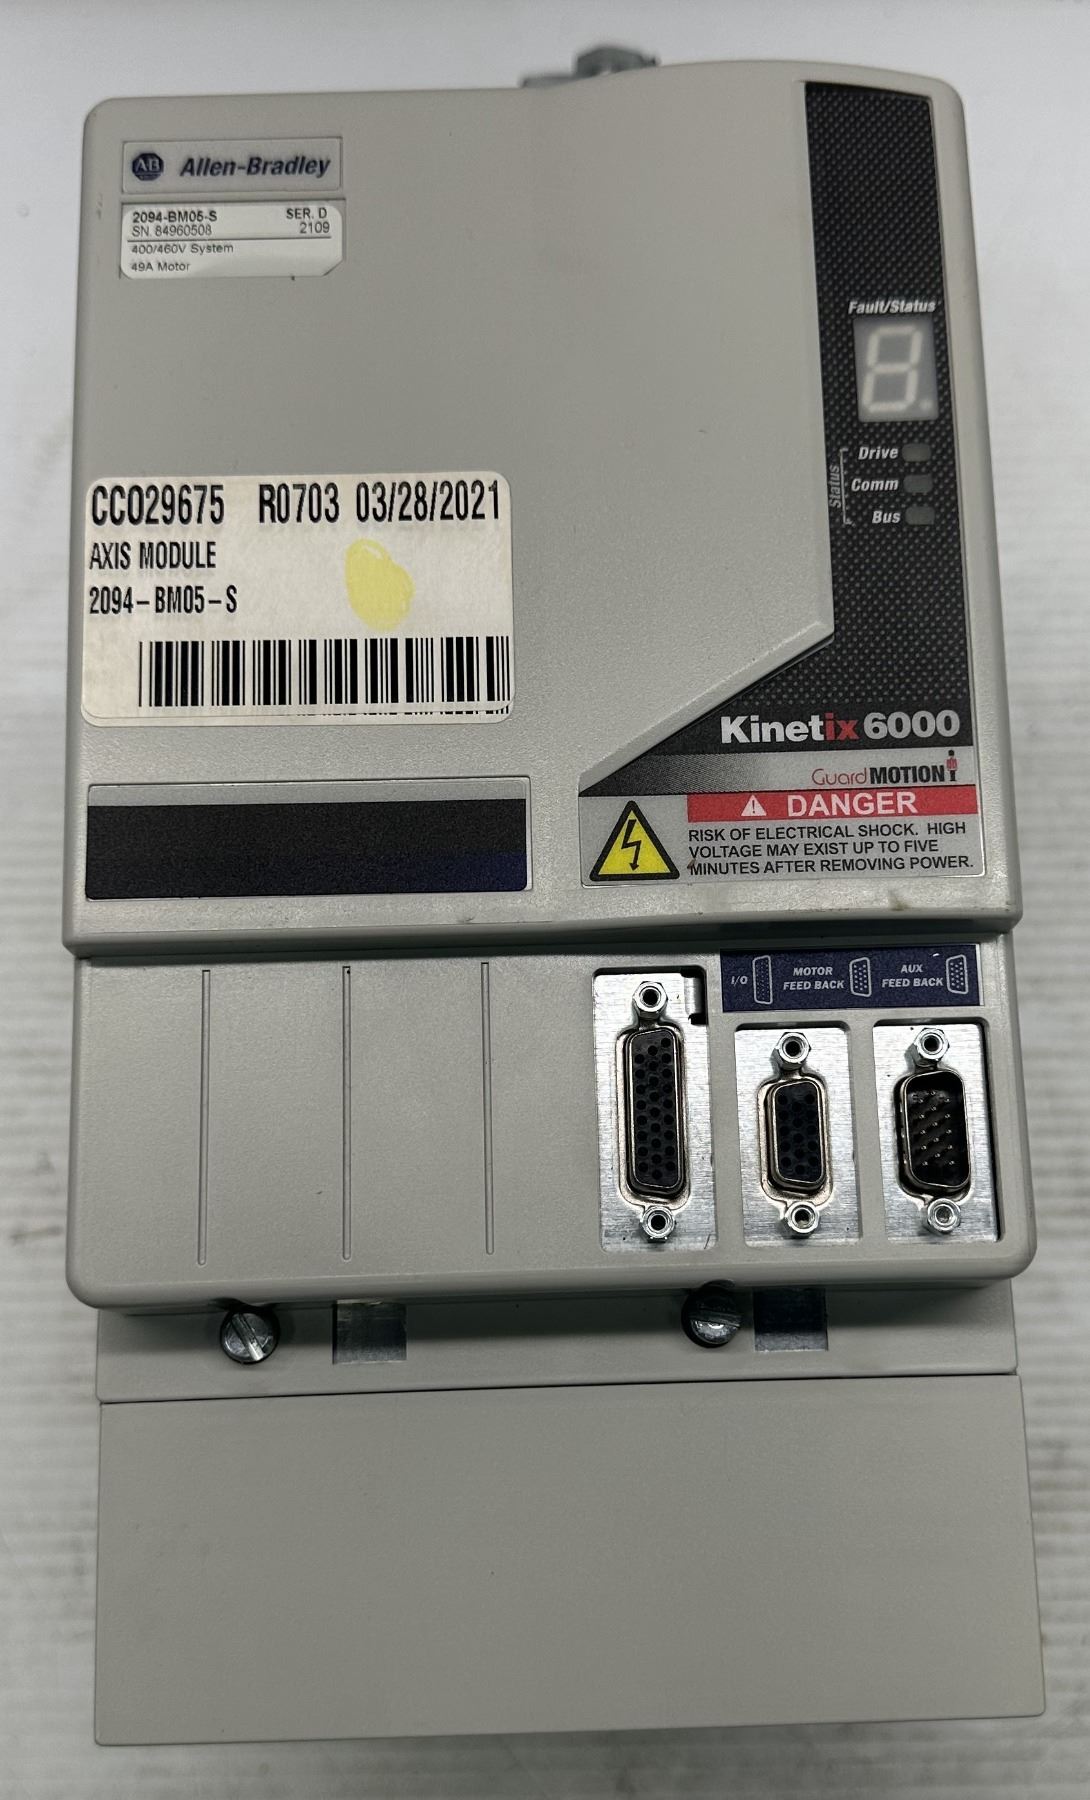 AB Allen-Bradley
2094-BM05-S SER. D
SN. 84960508 2109
400/460V System
49A Motor
Fault/Status
8.
Drive
Status
Comm
Bus
CC029675 R0703 03/28/2021
AXIS MODULE
2094-BM05-S
Kinetix 6000
GuardMOTION
DANGER
RISK OF ELECTRICAL SHOCK. HIGH
VOLTAGE MAY EXIST UP TO FIVE
MINUTES AFTER REMOVING POWER.
I/O MOTOR FEED BACK AUX FEED BACK